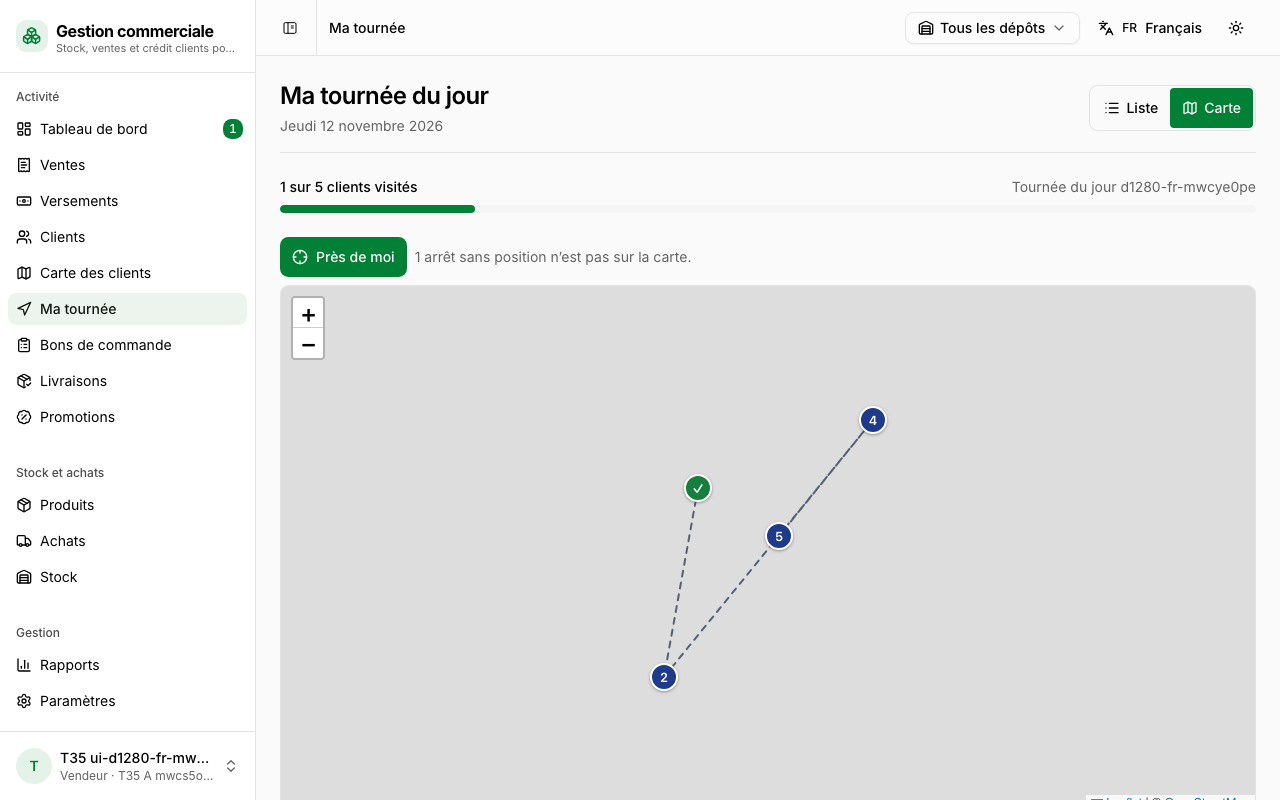 Gestion commerciale
Stock, ventes et crédit clients po...
Ma tournée
Tous les dépôts
FR Français
Activité
Tableau de bord 1
Ventes
Versements
Clients
Carte des clients
Ma tournée
Bons de commande
Livraisons
Promotions
Stock et achats
Produits
Achats
Stock
Gestion
Rapports
Paramètres
T
T35 ui-d1280-fr-mw...
Vendeur · T35 A mwcs5o...
Ma tournée du jour
Jeudi 12 novembre 2026
Liste
Carte
1 sur 5 clients visités
Tournée du jour d1280-fr-mwcye0pe
Près de moi
1 arrêt sans position n’est pas sur la carte.
+
−
4
5
2